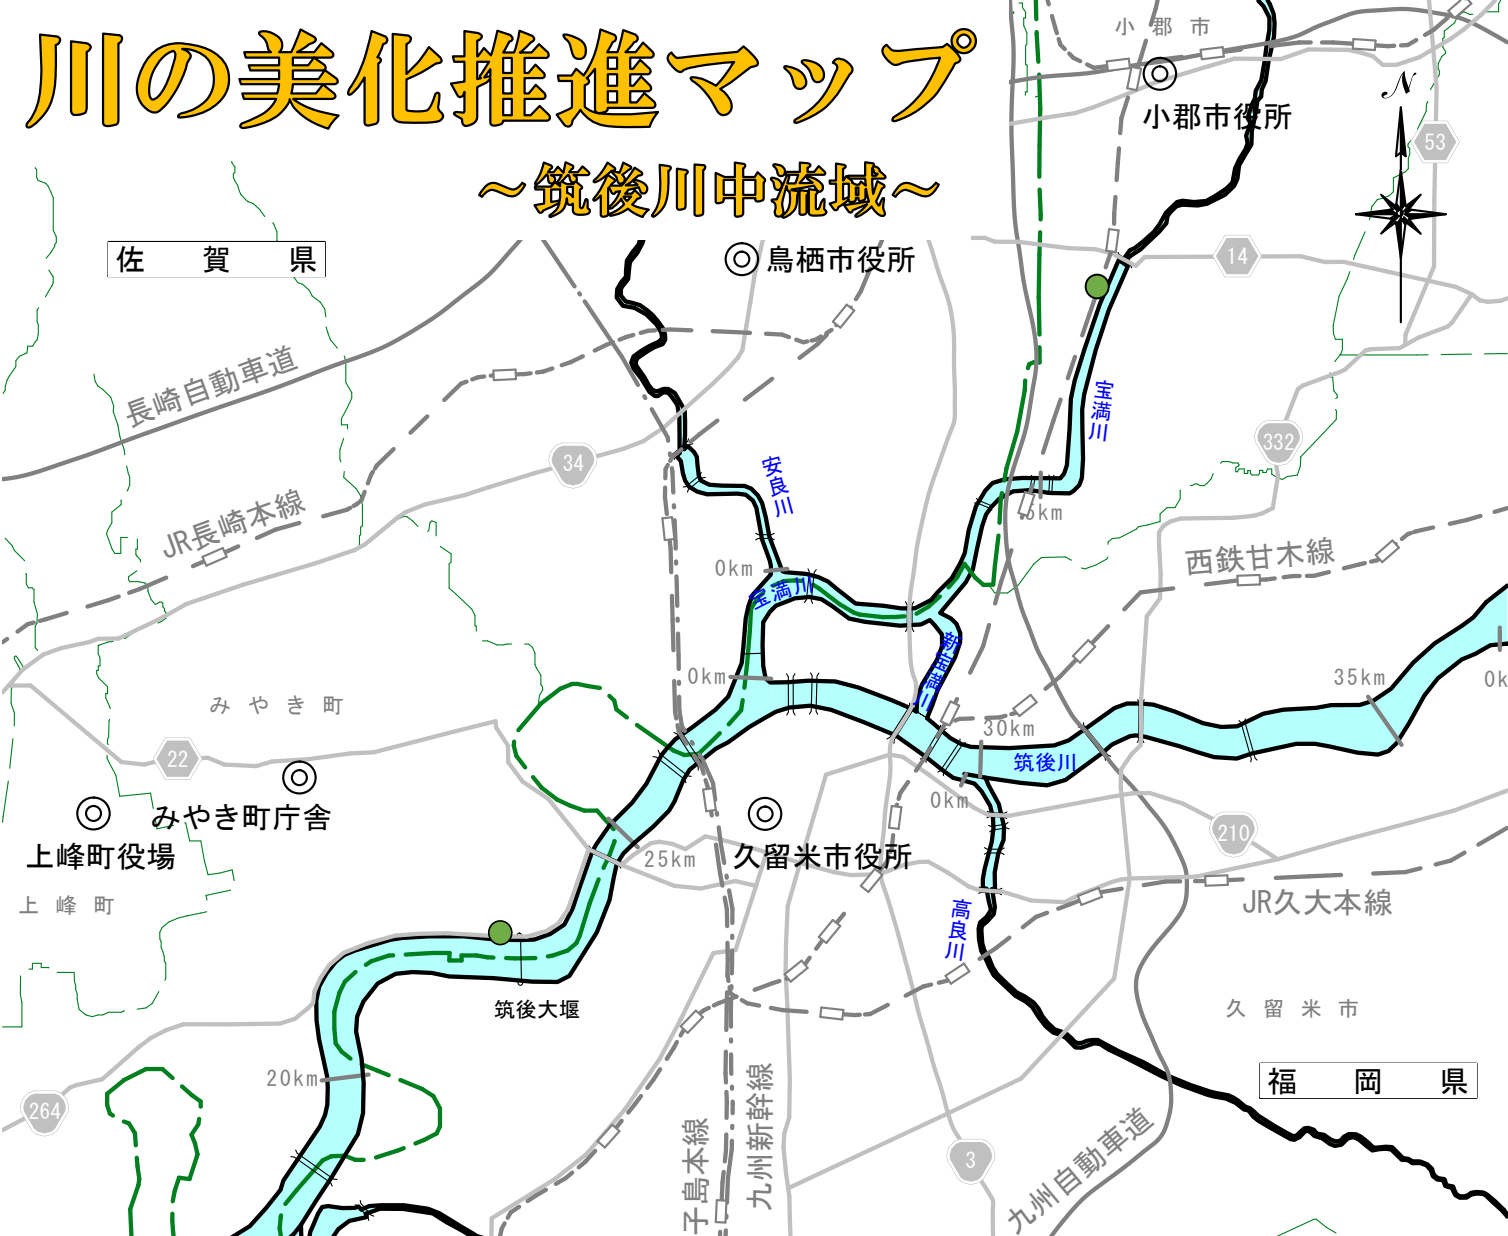 川の美化推進マップ
～筑後川中流域～
小郡市
小郡市役所
N
53
佐賀県
鳥栖市役所
14
長崎自動車道
宝満川
332
34
安良川
JR長崎本線
5km
西鉄甘木線
0km
宝満川
0km
35km
0k
みやき町
30km
22
筑後川
0km
みやき町庁舎
上峰町役場
久留米市役所
25km
210
上峰町
高良川
JR久大本線
筑後大堰
久留米市
20km
福岡県
264
子島本線
九州新幹線
3
九州自動車道